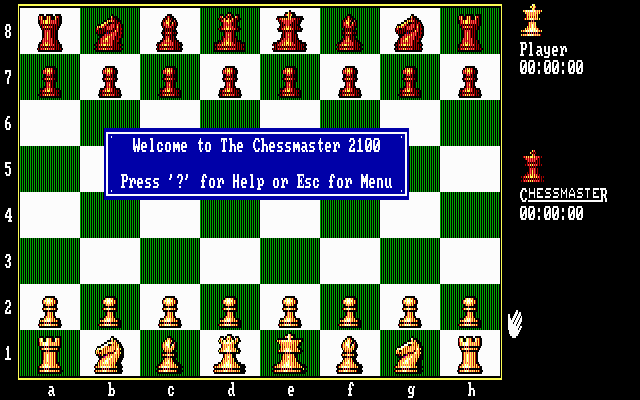 8
Player
00:00:00
7
6
Welcome to The Chessmaster 2100
Press '?' for Help or Esc for Menu
5
CHESSMASTER
00:00:00
4
3
2
1
a b c d e f g h